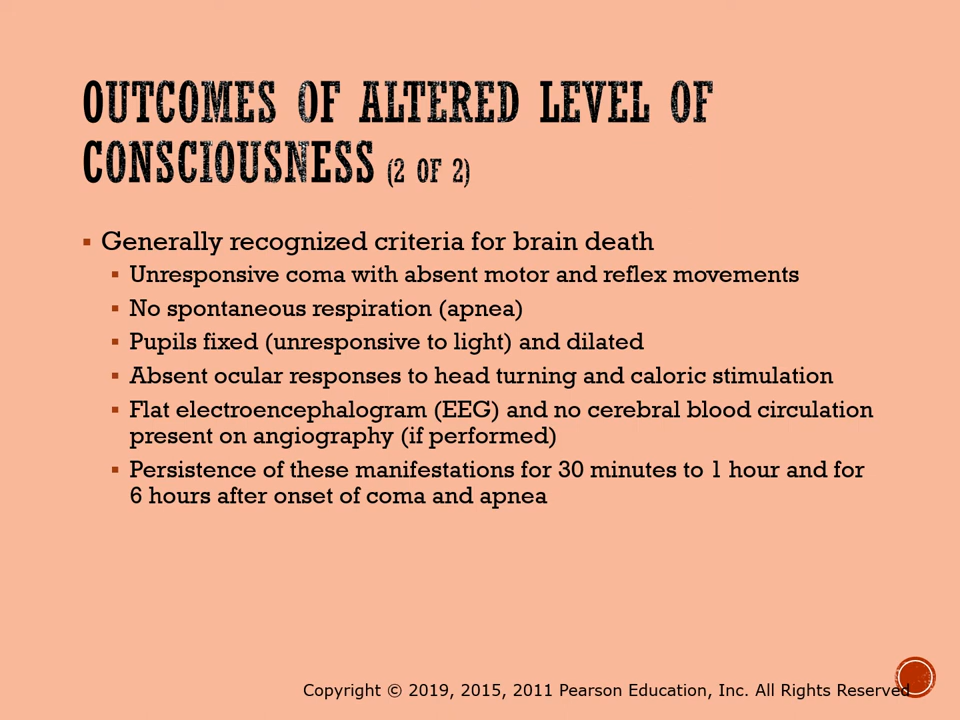 OUTCOMES OF ALTERED LEVEL OF
CONSCIOUSNESS (2 OF 2)
▪ Generally recognized criteria for brain death
▪ Unresponsive coma with absent motor and reflex movements
▪ No spontaneous respiration (apnea)
▪ Pupils fixed (unresponsive to light) and dilated
▪ Absent ocular responses to head turning and caloric stimulation
▪ Flat electroencephalogram (EEG) and no cerebral blood circulation
present on angiography (if performed)
▪ Persistence of these manifestations for 30 minutes to 1 hour and for
6 hours after onset of coma and apnea
Copyright © 2019, 2015, 2011 Pearson Education, Inc. All Rights Reserved